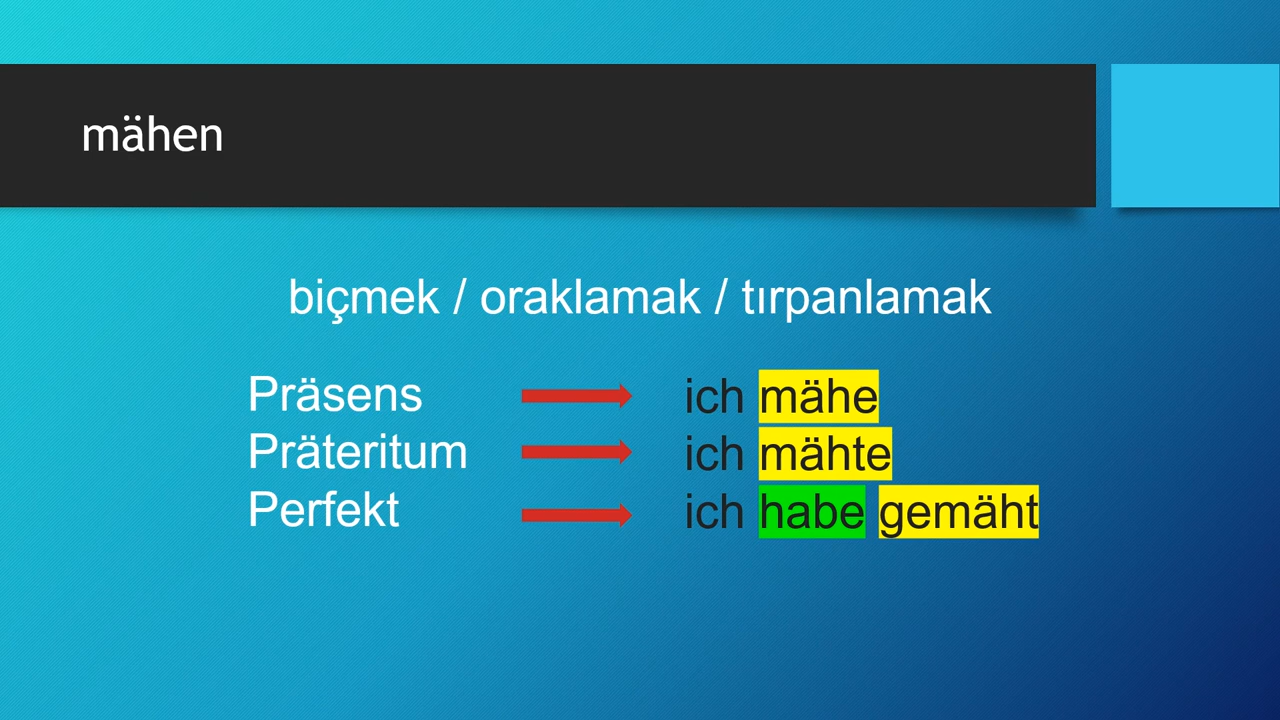 mähen
biçmek / oraklamak / tırpanlamak
Präsens ich mähe
Präteritum ich mähte
Perfekt ich habe gemäht